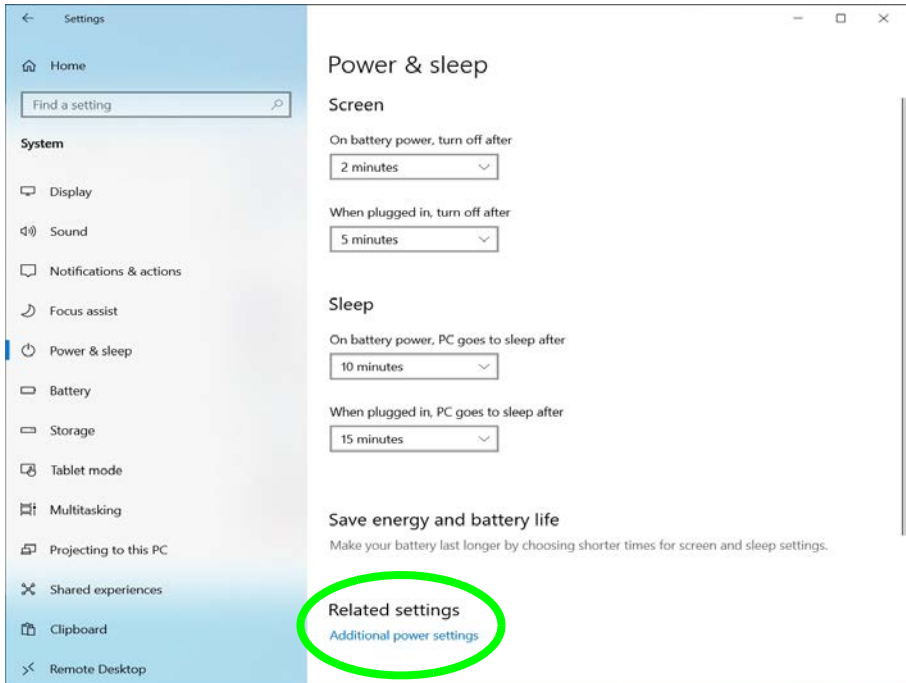 Settings
Home
Find a setting
System
Display
Sound
Notifications & actions
Focus assist
Power & sleep
Battery
Storage
Tablet mode
Multitasking
Projecting to this PC
Shared experiences
Clipboard
Remote Desktop
Power & sleep
Screen
On battery power, turn off after
2 minutes
When plugged in, turn off after
5 minutes
Sleep
On battery power, PC goes to sleep after
10 minutes
When plugged in, PC goes to sleep after
15 minutes
Save energy and battery life
Make your battery last longer by choosing shorter times for screen and sleep settings.
Related settings
Additional power settings